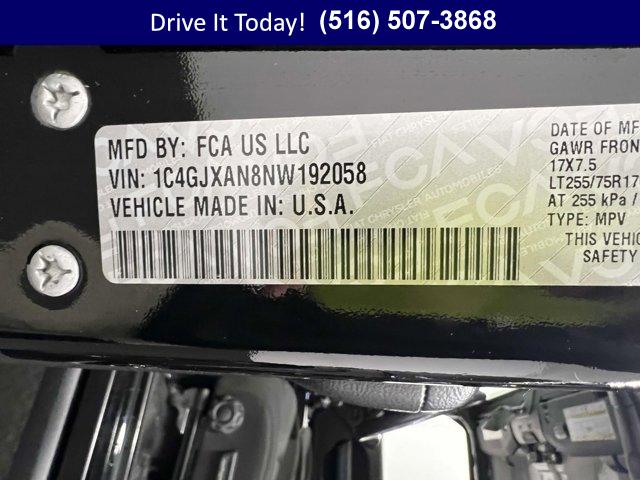 Drive It Today! (516) 507-3868
MFD BY: FCA US LLC
VIN: 1C4GJXAN8NW192058
VEHICLE MADE IN: U.S.A.
DATE OF MF
GAWR FRON
17X7.5
LT255/75R17
AT 255 kPa /
TYPE: MPV
THIS VEHIC
SAFETY